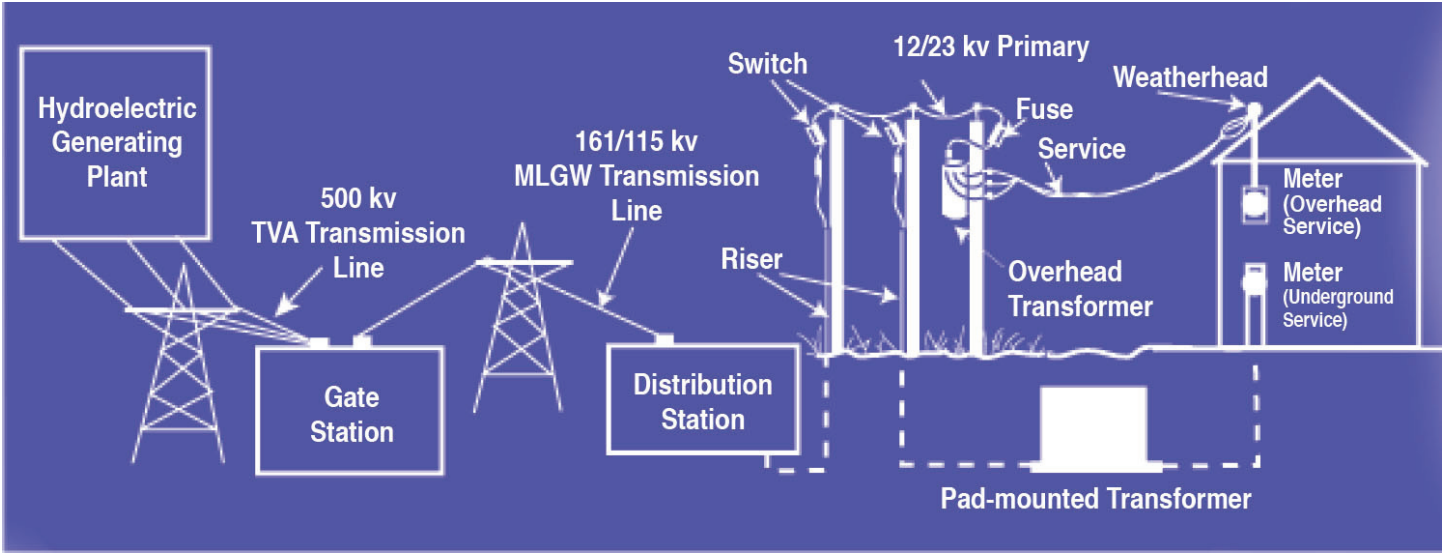 Hydroelectric
Generating
Plant
500 kv
TVA Transmission
Line
Gate
Station
161/115 kv
MLGW Transmission
Line
Distribution
Station
Switch
12/23 kv Primary
Fuse
Service
Weatherhead
Riser
Overhead
Transformer
Meter
(Overhead
Service)
Meter
(Underground
Service)
Pad-mounted Transformer